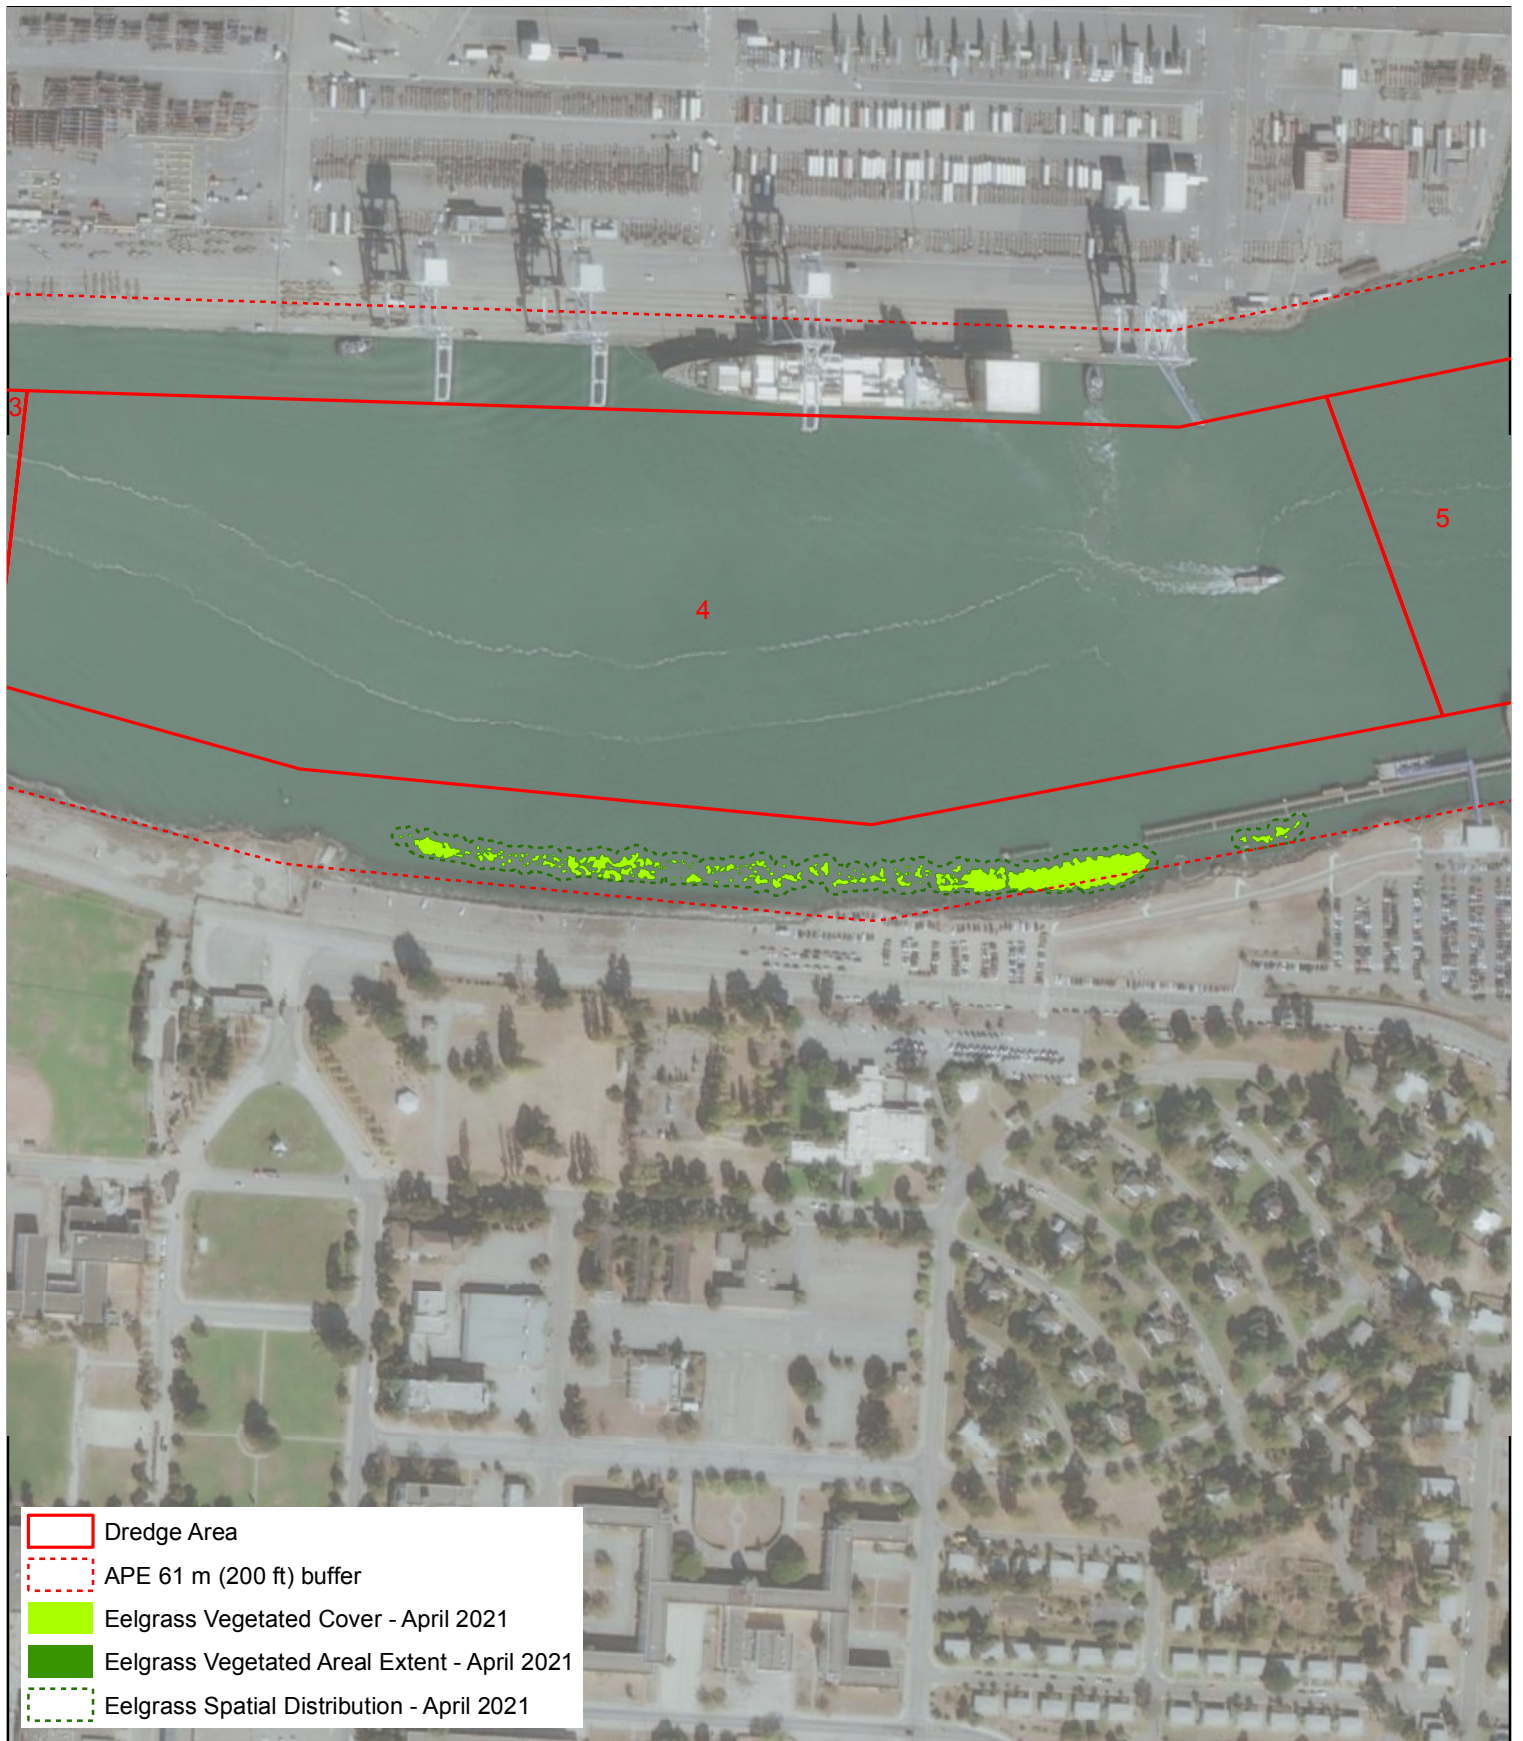 3
5
4
Dredge Area
APE 61 m (200 ft) buffer
Eelgrass Vegetated Cover - April 2021
Eelgrass Vegetated Areal Extent - April 2021
Eelgrass Spatial Distribution - April 2021